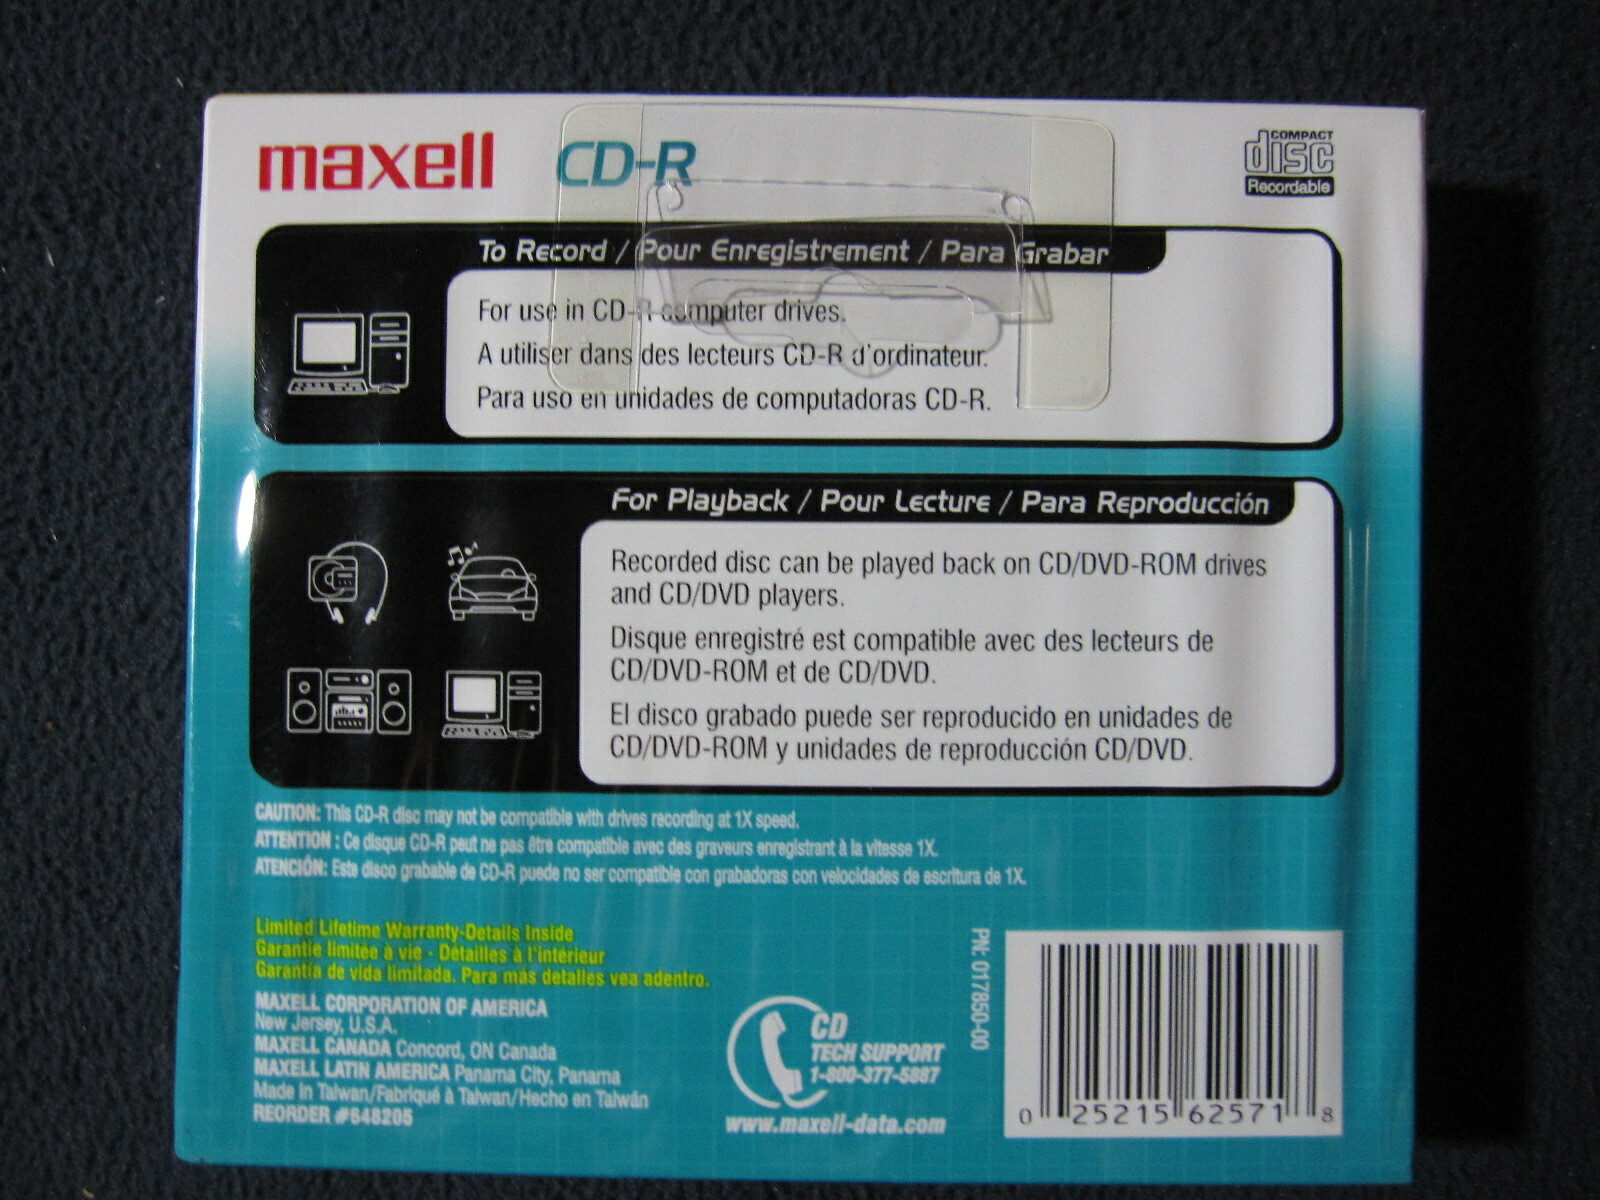 maxell CD-R
COMPACT
disc
Recordable
To Record / Pour Enregistrement / Para Grabar
For use in CD-R computer drives.
A utiliser dans des lecteurs CD-R d'ordinateur.
Para uso en unidades de computadoras CD-R.
For Playback / Pour Lecture / Para Reproducción
Recorded disc can be played back on CD/DVD-ROM drives
and CD/DVD players.
Disque enregistré est compatible avec des lecteurs de
CD/DVD-ROM et de CD/DVD.
El disco grabado puede ser reproducido en unidades de
CD/DVD-ROM y unidades de reproducción CD/DVD.
CAUTION: This CD-R disc may not be compatible with drives recording at 1X speed.
ATTENTION : Ce disque CD-R peut ne pas être compatible avec des graveurs enregistrant à la vitesse 1X.
ATENCIÓN: Este disco grabable de CD-R puede no ser compatible con grabadoras con velocidades de escritura de 1X.
Limited Lifetime Warranty-Details Inside
Garantie limitée à vie - Détailles à l'intérieur
Garantía de vida limitada. Para más detalles vea adentro.
MAXELL CORPORATION OF AMERICA
New Jersey, U.S.A.
MAXELL CANADA Concord, ON Canada
MAXELL LATIN AMERICA Panama City, Panama
Made in Taiwan/Fabriqué à Taiwan/Hecho en Taiwán
REORDER #648205
CD
TECH SUPPORT
1-800-377-5887
www.maxell-data.com
PN: 017850-00
0 25215 62571 8